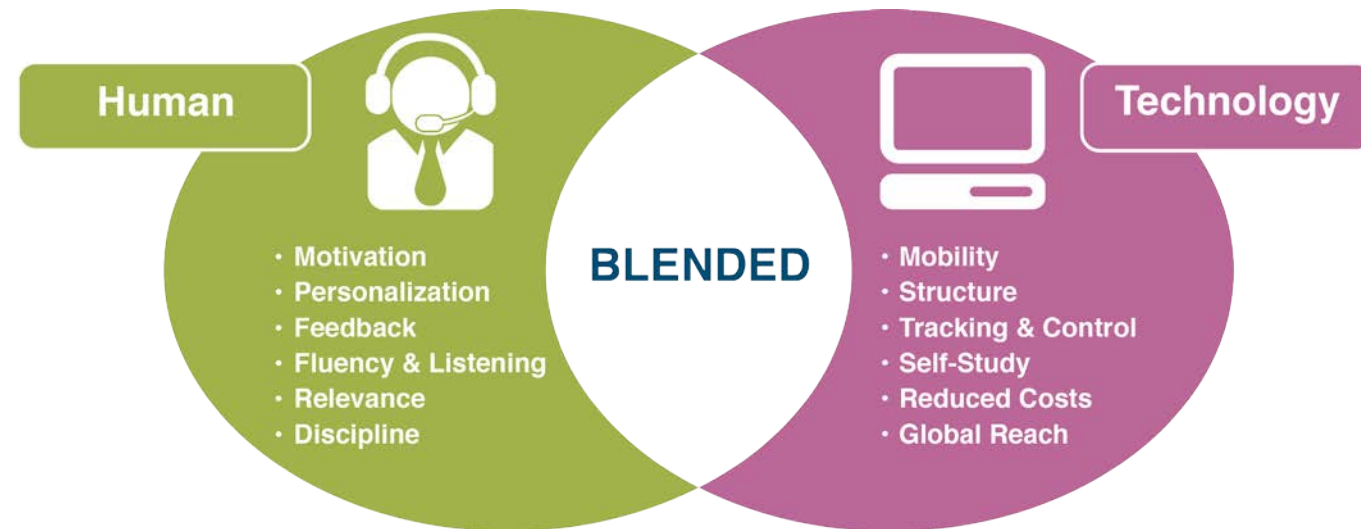 Human
· Motivation
· Personalization
· Feedback
· Fluency & Listening
· Relevance
· Discipline
BLENDED
Technology
· Mobility
· Structure
· Tracking & Control
· Self-Study
· Reduced Costs
· Global Reach